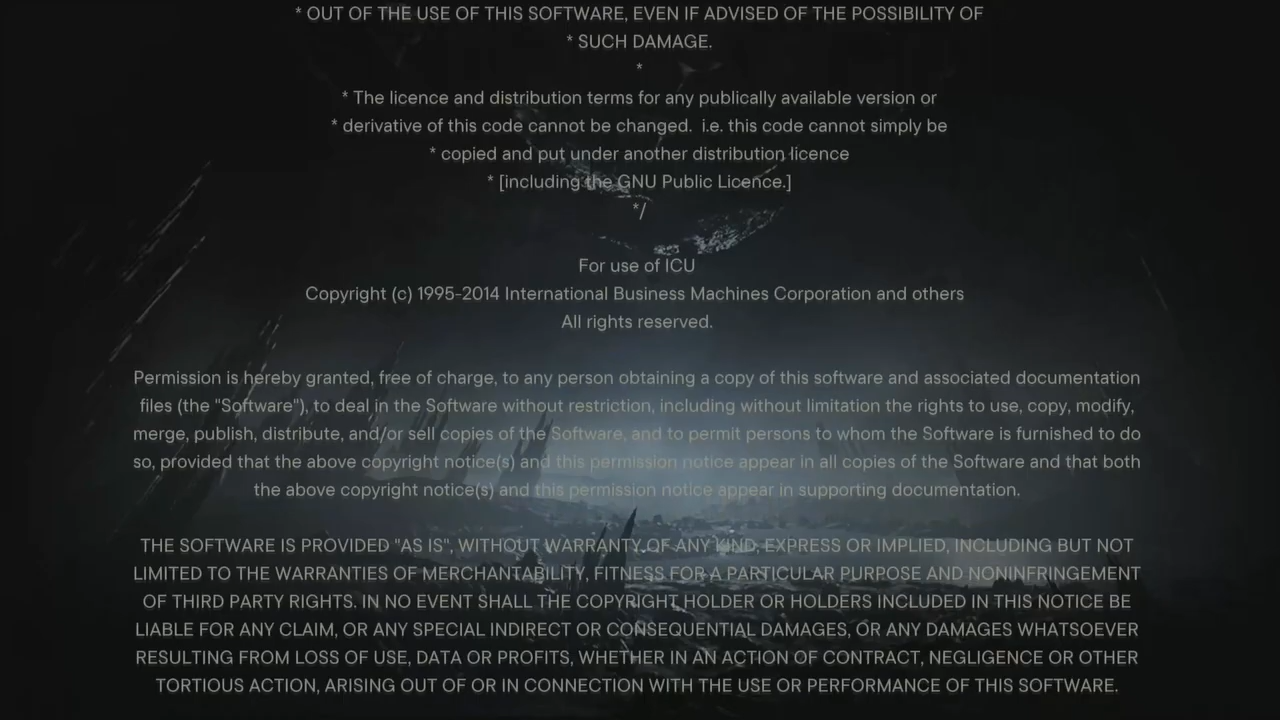 * OUT OF THE USE OF THIS SOFTWARE, EVEN IF ADVISED OF THE POSSIBILITY OF
* SUCH DAMAGE.
*
* The licence and distribution terms for any publically available version or
* derivative of this code cannot be changed.  i.e. this code cannot simply be
* copied and put under another distribution licence
* [including the GNU Public Licence.]
*/
For use of ICU
Copyright (c) 1995-2014 International Business Machines Corporation and others
All rights reserved.
Permission is hereby granted, free of charge, to any person obtaining a copy of this software and associated documentation
files (the "Software"), to deal in the Software without restriction, including without limitation the rights to use, copy, modify,
merge, publish, distribute, and/or sell copies of the Software, and to permit persons to whom the Software is furnished to do
so, provided that the above copyright notice(s) and this permission notice appear in all copies of the Software and that both
the above copyright notice(s) and this permission notice appear in supporting documentation.
THE SOFTWARE IS PROVIDED "AS IS", WITHOUT WARRANTY OF ANY KIND, EXPRESS OR IMPLIED, INCLUDING BUT NOT
LIMITED TO THE WARRANTIES OF MERCHANTABILITY, FITNESS FOR A PARTICULAR PURPOSE AND NONINFRINGEMENT
OF THIRD PARTY RIGHTS. IN NO EVENT SHALL THE COPYRIGHT HOLDER OR HOLDERS INCLUDED IN THIS NOTICE BE
LIABLE FOR ANY CLAIM, OR ANY SPECIAL INDIRECT OR CONSEQUENTIAL DAMAGES, OR ANY DAMAGES WHATSOEVER
RESULTING FROM LOSS OF USE, DATA OR PROFITS, WHETHER IN AN ACTION OF CONTRACT, NEGLIGENCE OR OTHER
TORTIOUS ACTION, ARISING OUT OF OR IN CONNECTION WITH THE USE OR PERFORMANCE OF THIS SOFTWARE.